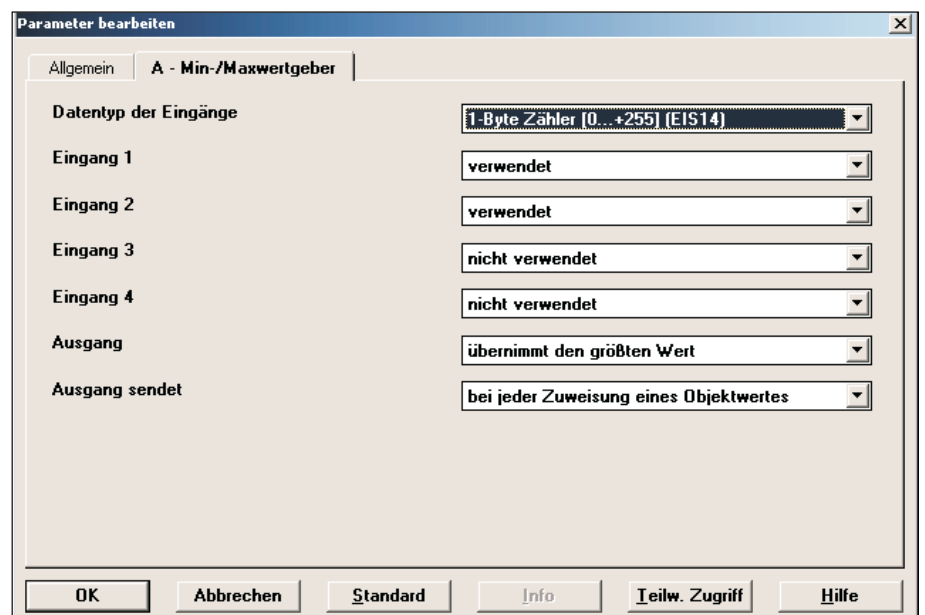 Parameter bearbeiten
Allgemein A - Min-/Maxwertgeber
Datentyp der Eingänge 1-Byte Zähler [0...+255] (EIS14)
Eingang 1 verwendet
Eingang 2 verwendet
Eingang 3 nicht verwendet
Eingang 4 nicht verwendet
Ausgang übernimmt den größten Wert
Ausgang sendet bei jeder Zuweisung eines Objektwertes
OK Abbrechen Standard Info Teilw. Zugriff Hilfe